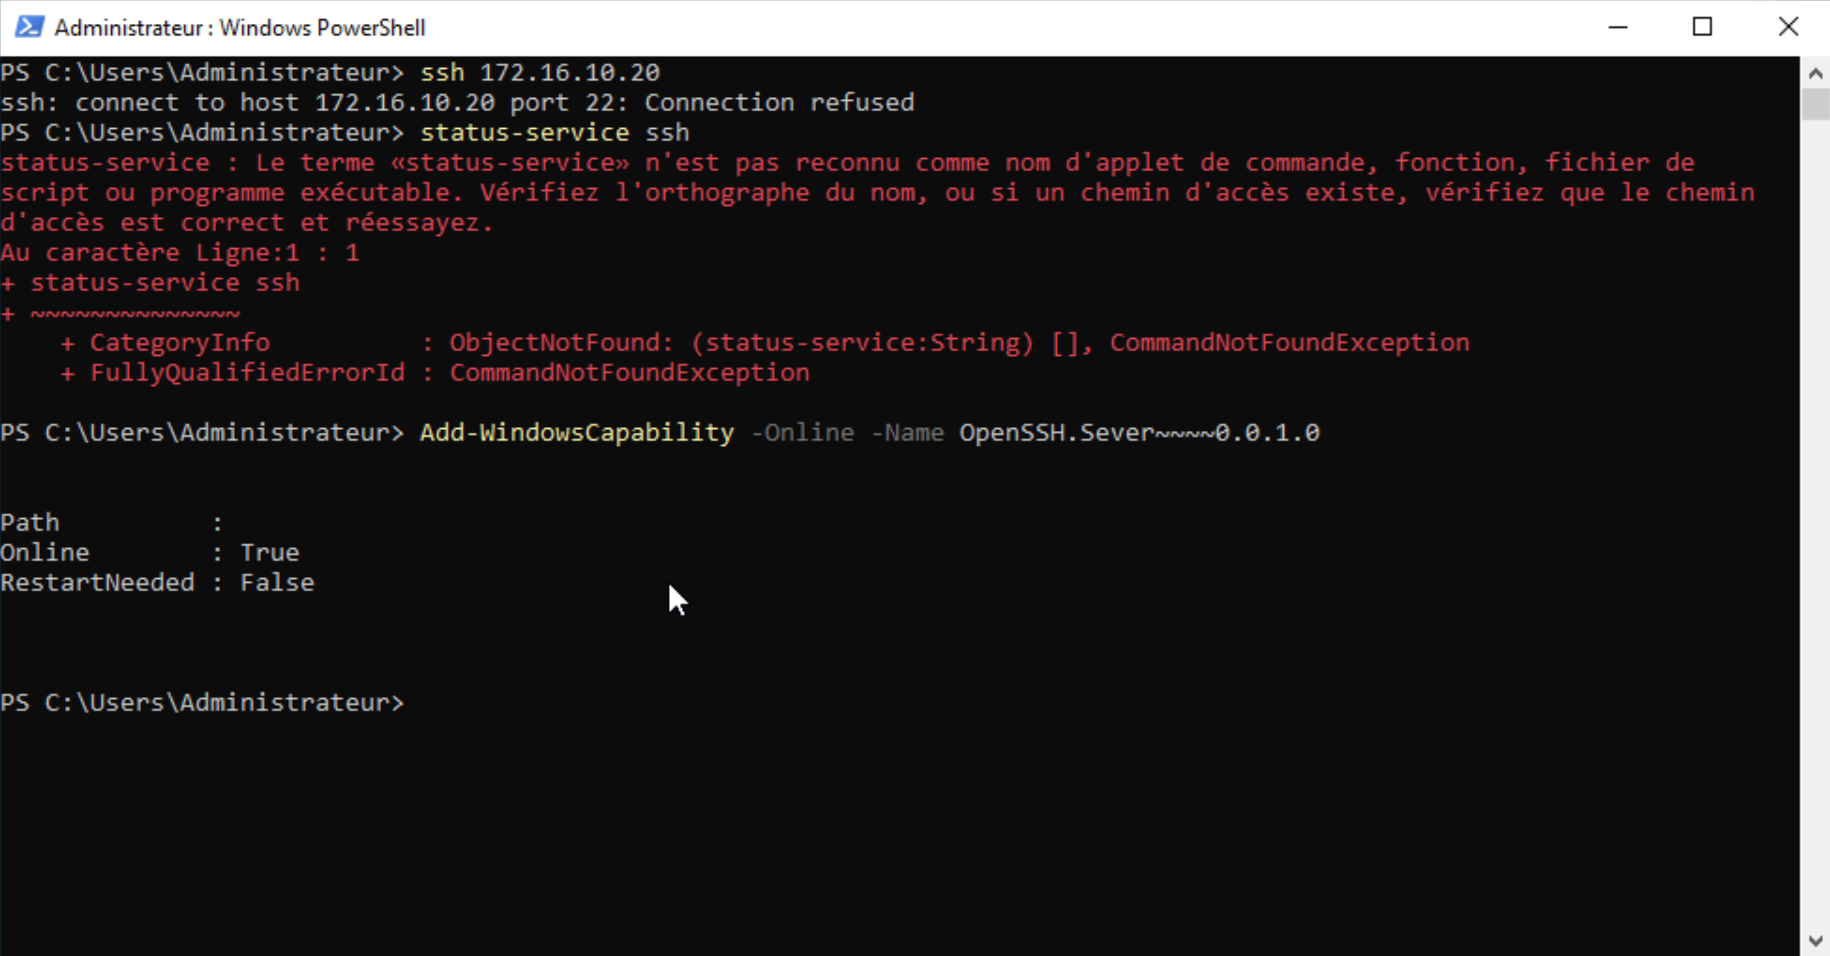 Administrateur : Windows PowerShell
PS C:\Users\Administrateur> ssh 172.16.10.20
ssh: connect to host 172.16.10.20 port 22: Connection refused
PS C:\Users\Administrateur> status-service ssh
status-service : Le terme «status-service» n'est pas reconnu comme nom d'applet de commande, fonction, fichier de
script ou programme exécutable. Vérifiez l'orthographe du nom, ou si un chemin d'accès existe, vérifiez que le chemin
d'accès est correct et réessayez.
Au caractère Ligne:1 : 1
+ status-service ssh
+ ~~~~~~~~~~~~~~
    + CategoryInfo          : ObjectNotFound: (status-service:String) [], CommandNotFoundException
    + FullyQualifiedErrorId : CommandNotFoundException
PS C:\Users\Administrateur> Add-WindowsCapability -Online -Name OpenSSH.Sever~~~~0.0.1.0
Path          :
Online        : True
RestartNeeded : False
PS C:\Users\Administrateur>